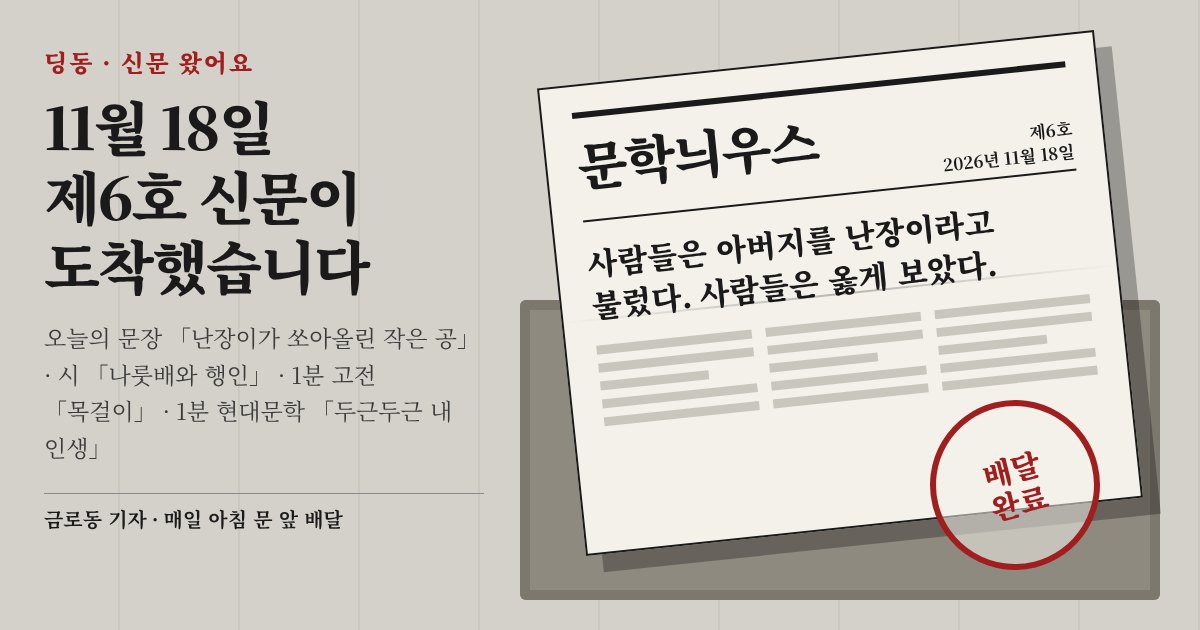 딩동 · 신문 왔어요
11월 18일
제6호 신문이
도착했습니다
오늘의 문장 「난장이가 쏘아올린 작은 공」
· 시 「나룻배와 행인」 · 1분 고전
「목걸이」 · 1분 현대문학 「두근두근 내
인생」
금로동 기자 · 매일 아침 문 앞 배달
문학늬우스
제6호
2026년 11월 18일
사람들은 아버지를 난장이라고
불렀다. 사람들은 옳게 보았다.
배달
완료